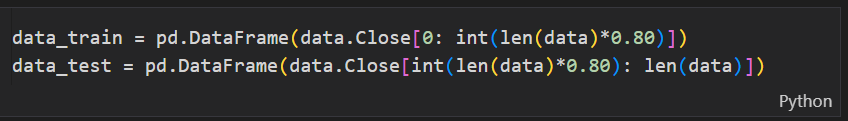 data_train = pd.DataFrame(data.Close[0: int(len(data)*0.80)])
data_test = pd.DataFrame(data.Close[int(len(data)*0.80): len(data)])
Python